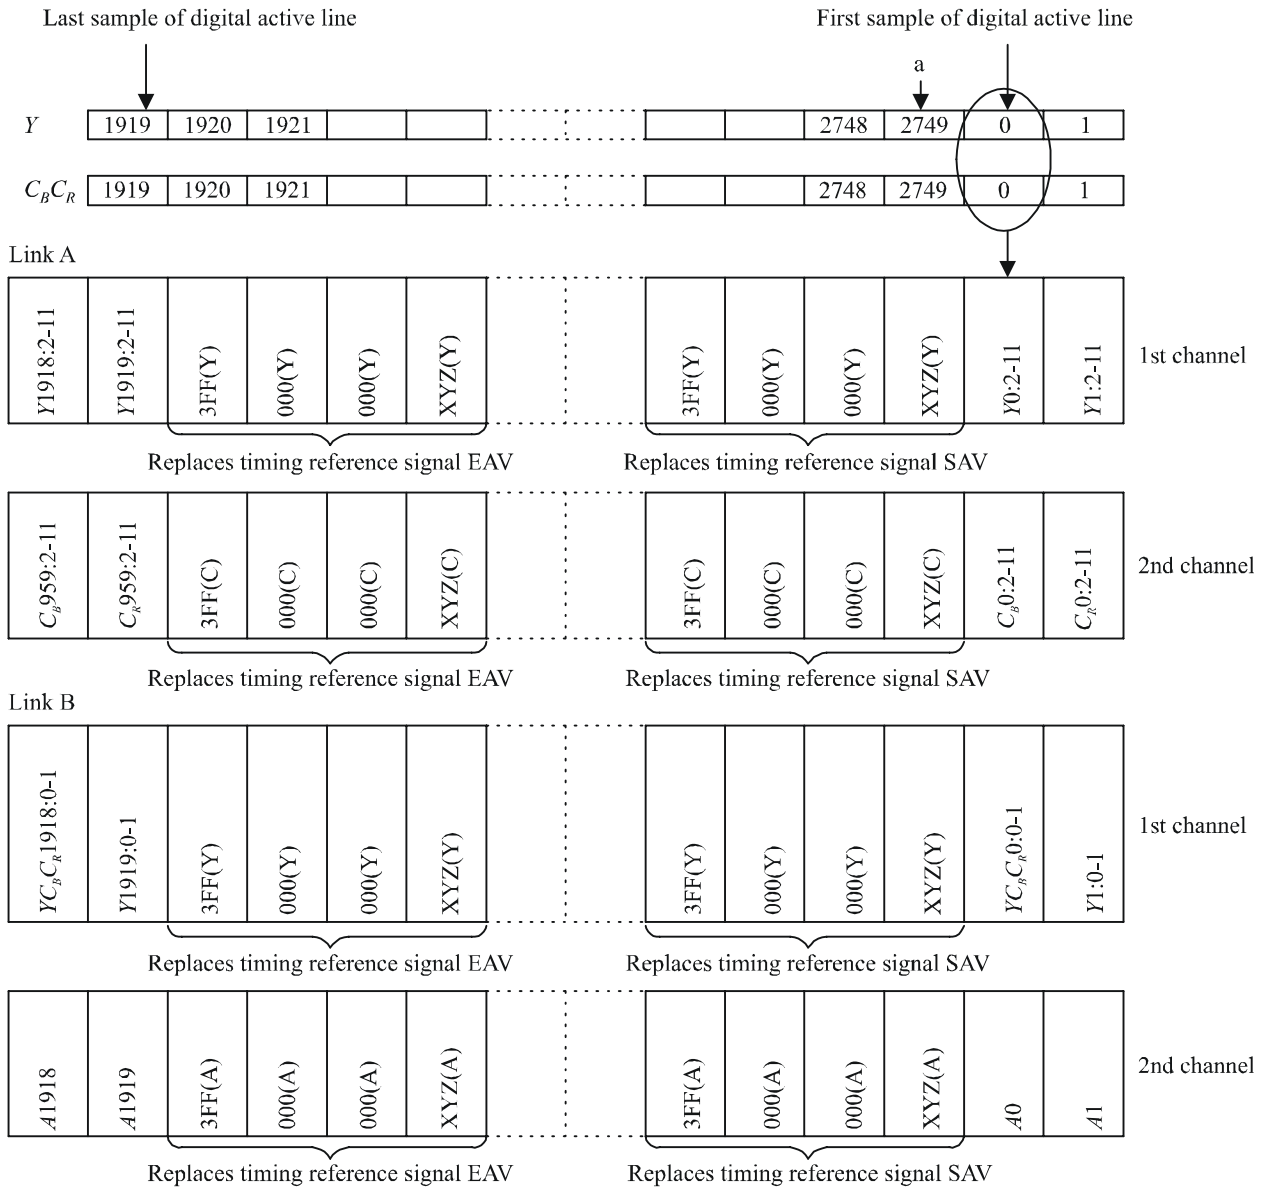 Last sample of digital active line
First sample of digital active line
a
Y 1919 1920 1921 2748 2749 0 1
CBCR 1919 1920 1921 2748 2749 0 1
Link A
Y1918:2-11 Y1919:2-11 3FF(Y) 000(Y) 000(Y) XYZ(Y) 3FF(Y) 000(Y) 000(Y) XYZ(Y) Y0:2-11 Y1:2-11 1st channel
Replaces timing reference signal EAV
Replaces timing reference signal SAV
CB959:2-11 CR959:2-11 3FF(C) 000(C) 000(C) XYZ(C) 3FF(C) 000(C) 000(C) XYZ(C) CB0:2-11 CR0:2-11 2nd channel
Replaces timing reference signal EAV
Replaces timing reference signal SAV
Link B
YCBCR1918:0-1 Y1919:0-1 3FF(Y) 000(Y) 000(Y) XYZ(Y) 3FF(Y) 000(Y) 000(Y) XYZ(Y) YCBCR0:0-1 Y1:0-1 1st channel
Replaces timing reference signal EAV
Replaces timing reference signal SAV
A1918 A1919 3FF(A) 000(A) 000(A) XYZ(A) 3FF(A) 000(A) 000(A) XYZ(A) A0 A1 2nd channel
Replaces timing reference signal EAV
Replaces timing reference signal SAV